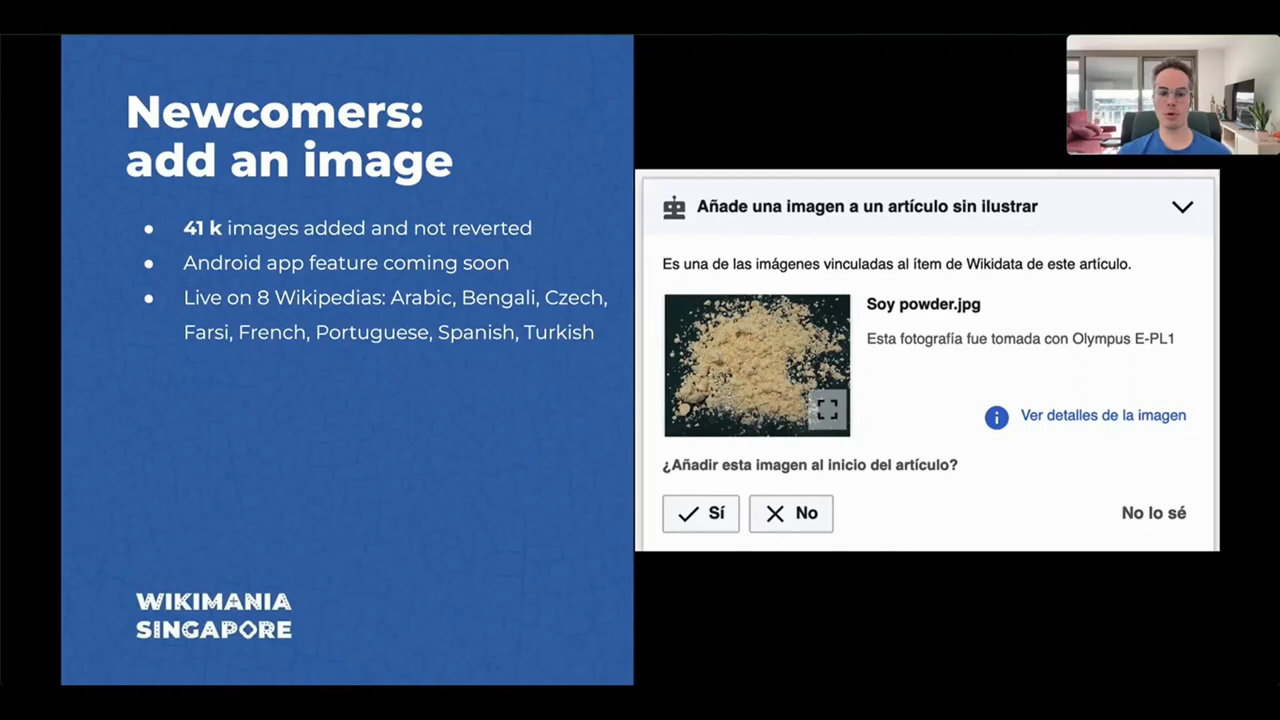 Newcomers:
add an image
41 k images added and not reverted
Android app feature coming soon
Live on 8 Wikipedias: Arabic, Bengali, Czech,
Farsi, French, Portuguese, Spanish, Turkish
WIKIMANIA
SINGAPORE
Añade una imagen a un artículo sin ilustrar
Es una de las imágenes vinculadas al ítem de Wikidata de este artículo.
Soy powder.jpg
Esta fotografía fue tomada con Olympus E-PL1
Ver detalles de la imagen
¿Añadir esta imagen al inicio del artículo?
Sí No No lo sé